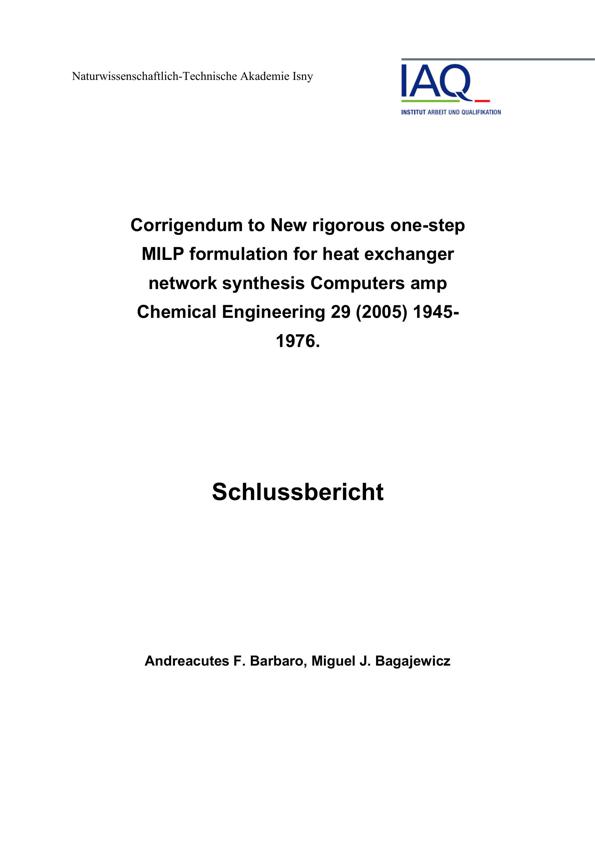 Naturwissenschaftlich-Technische Akademie Isny
IAQ
INSTITUT ARBEIT UND QUALIFIKATION
Corrigendum to New rigorous one-step
MILP formulation for heat exchanger
network synthesis Computers amp
Chemical Engineering 29 (2005) 1945-
1976.
Schlussbericht
Andreacutes F. Barbaro, Miguel J. Bagajewicz